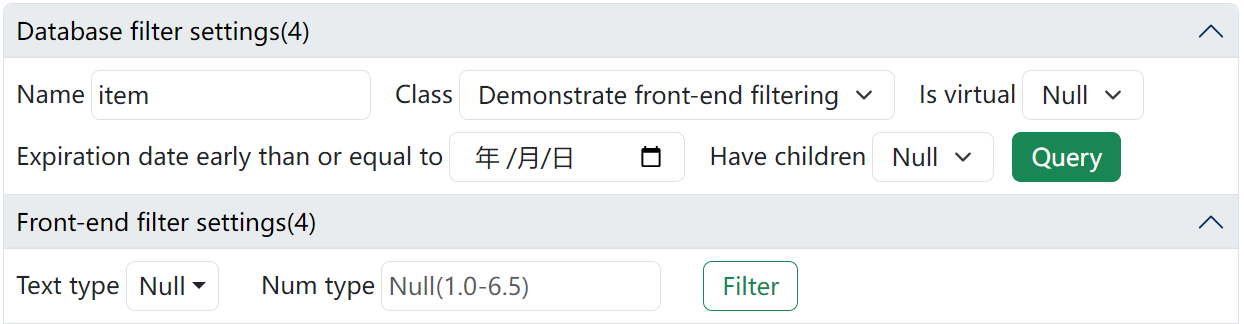 Database filter settings(4)
Name item Class Demonstrate front-end filtering Is virtual Null
Expiration date early than or equal to 年 /月/日 Have children Null Query
Front-end filter settings(4)
Text type Null Num type Null(1.0-6.5) Filter